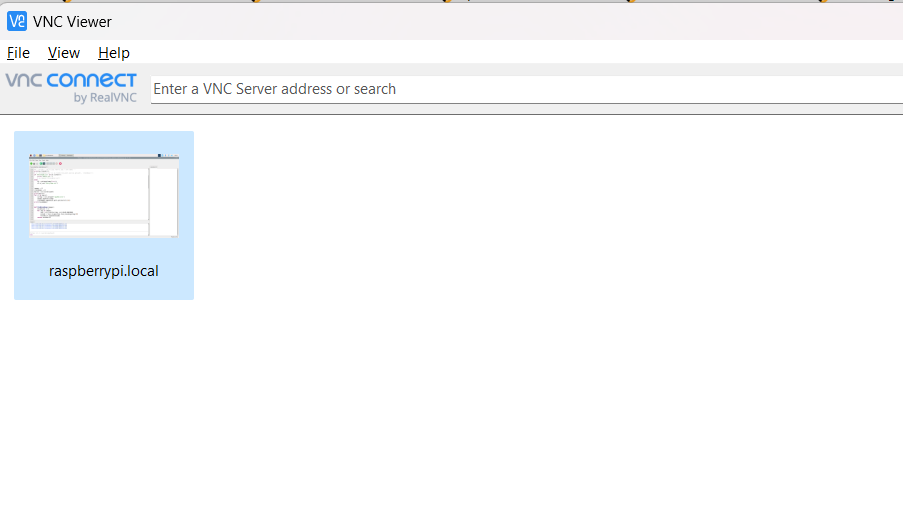 VNC Viewer
File View Help
vnc connect
by RealVNC
Enter a VNC Server address or search
raspberrypi.local